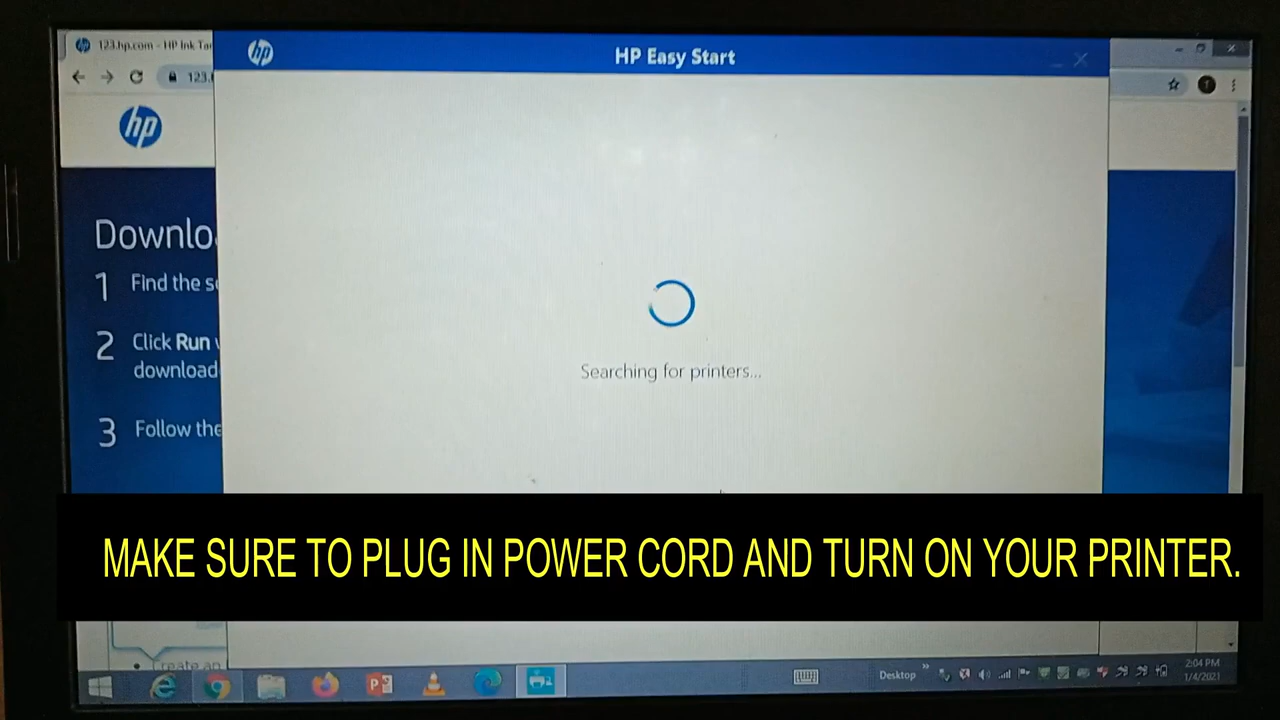 123.hp.com - HP Ink Tar
hp
HP Easy Start
123.
hp
Downlo
1 Find the s
2 Click Run
download
3 Follow the
Searching for printers...
MAKE SURE TO PLUG IN POWER CORD AND TURN ON YOUR PRINTER.
Create an
Desktop
2:04 PM
1/4/2021